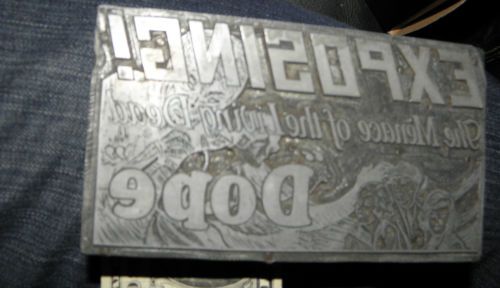 EXPOSING!
The Menace of the Living Dead
Dope